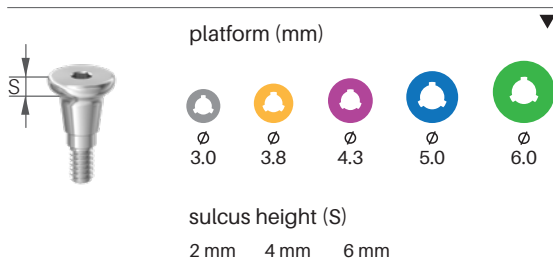 platform (mm)
S
Ø Ø Ø Ø Ø
3.0 3.8 4.3 5.0 6.0
sulcus height (S)
2 mm 4 mm 6 mm